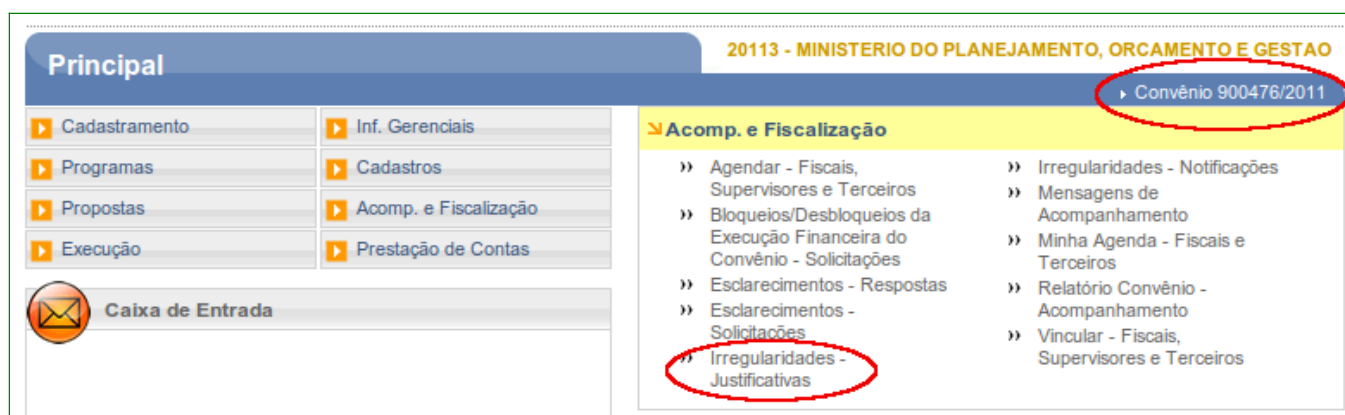 Principal
20113 - MINISTERIO DO PLANEJAMENTO, ORCAMENTO E GESTAO
Convênio 900476/2011
Cadastramento
Inf. Gerenciais
Programas
Cadastros
Propostas
Acomp. e Fiscalização
Execução
Prestação de Contas
Caixa de Entrada
Acomp. e Fiscalização
Agendar - Fiscais,
Supervisores e Terceiros
Bloqueios/Desbloqueios da
Execução Financeira do
Convênio - Solicitações
Esclarecimentos - Respostas
Esclarecimentos -
Solicitações
Irregularidades -
Justificativas
Irregularidades - Notificações
Mensagens de
Acompanhamento
Minha Agenda - Fiscais e
Terceiros
Relatório Convênio -
Acompanhamento
Vincular - Fiscais,
Supervisores e Terceiros